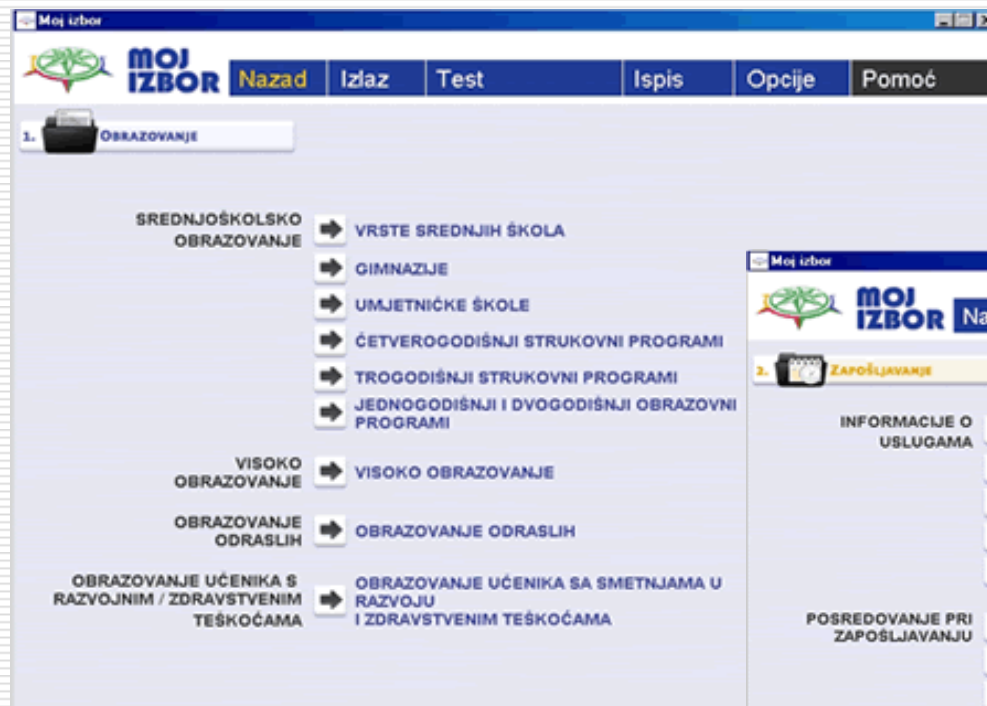 Moj izbor
MOJ
IZBOR
Nazad Izlaz Test Ispis Opcije Pomoć
1. OBRAZOVANJE
SREDNJOŠKOLSKO
OBRAZOVANJE
VRSTE SREDNJIH ŠKOLA
GIMNAZIJE
UMJETNIČKE ŠKOLE
ČETVEROGODIŠNJI STRUKOVNI PROGRAMI
TROGODIŠNJI STRUKOVNI PROGRAMI
JEDNOGODIŠNJI I DVOGODIŠNJI OBRAZOVNI
PROGRAMI
VISOKO
OBRAZOVANJE
VISOKO OBRAZOVANJE
OBRAZOVANJE
ODRASLIH
OBRAZOVANJE ODRASLIH
OBRAZOVANJE UČENIKA S
RAZVOJNIM / ZDRAVSTVENIM
TEŠKOĆAMA
OBRAZOVANJE UČENIKA SA SMETNJAMA U
RAZVOJU
I ZDRAVSTVENIM TEŠKOĆAMA
Moj izbor
MOJ
IZBOR
Na
2. ZAPOŠLJAVANJE
INFORMACIJE O
USLUGAMA
POSREDOVANJE PRI
ZAPOŠLJAVANJU